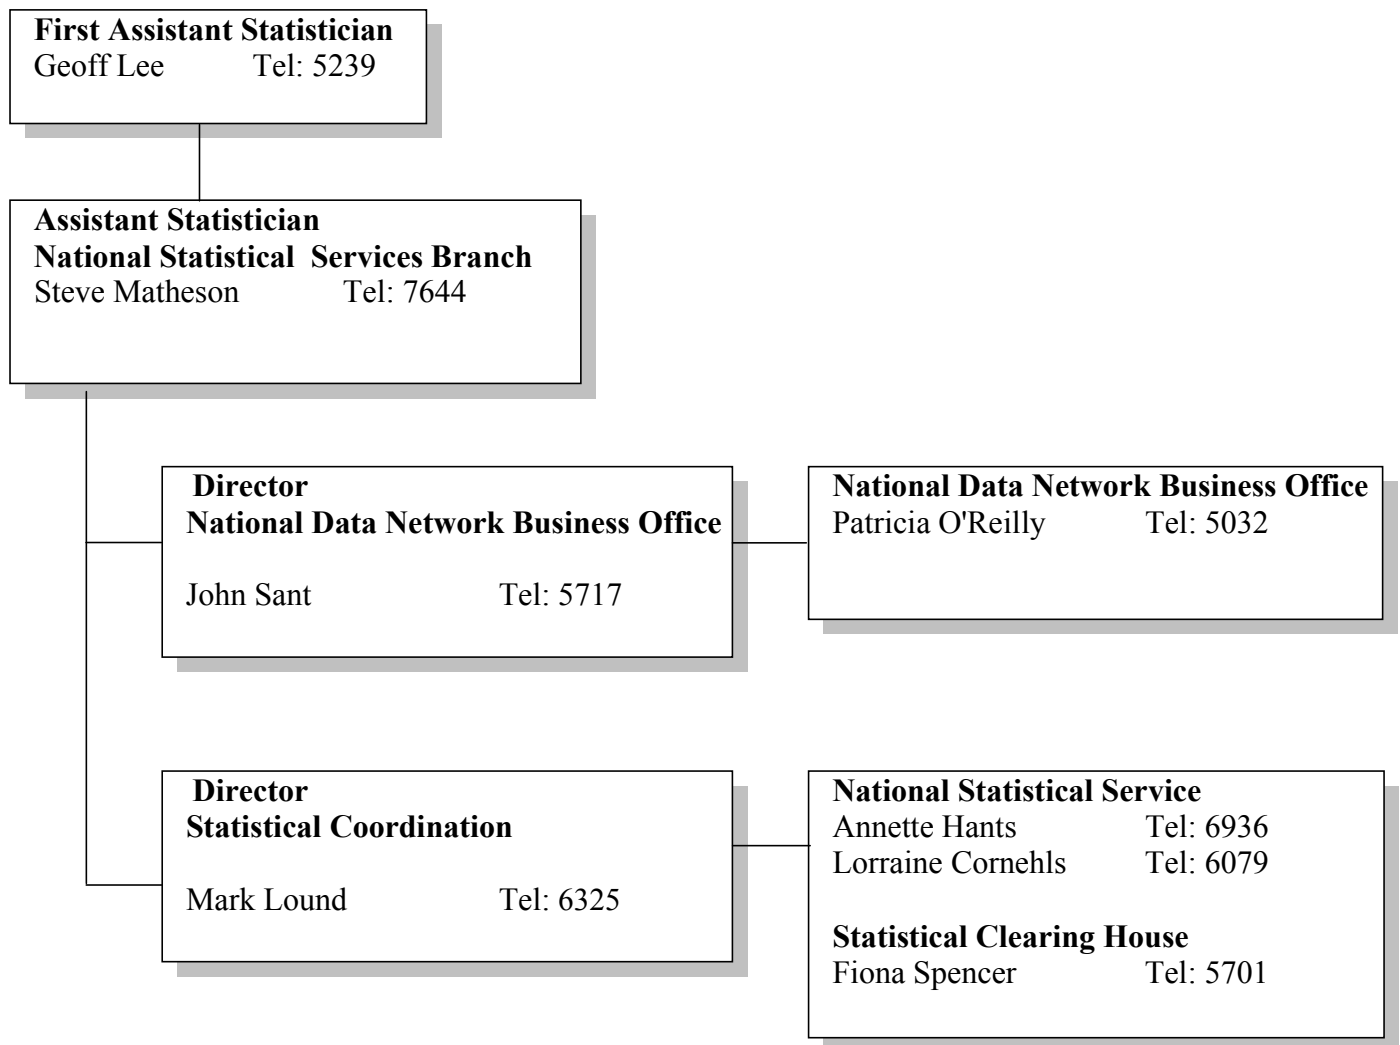 First Assistant Statistician
Geoff Lee Tel: 5239
Assistant Statistician
National Statistical Services Branch
Steve Matheson Tel: 7644
Director
National Data Network Business Office
John Sant Tel: 5717
National Data Network Business Office
Patricia O'Reilly Tel: 5032
Director
Statistical Coordination
Mark Lound Tel: 6325
National Statistical Service
Annette Hants Tel: 6936
Lorraine Cornehls Tel: 6079
Statistical Clearing House
Fiona Spencer Tel: 5701